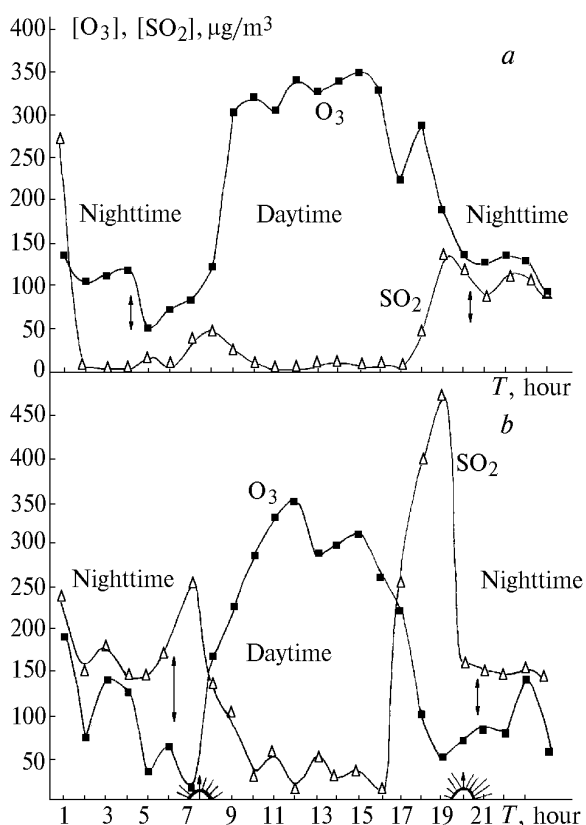 [O₃], [SO₂], μg/m³
a
400
350
300
250
200
150
100
50
0
O₃
Nighttime
Daytime
Nighttime
SO₂
T, hour
b
450
400
350
300
250
200
150
100
50
O₃
SO₂
Nighttime
Daytime
Nighttime
1 3 5 7 9 11 13 15 17 19 21 T, hour